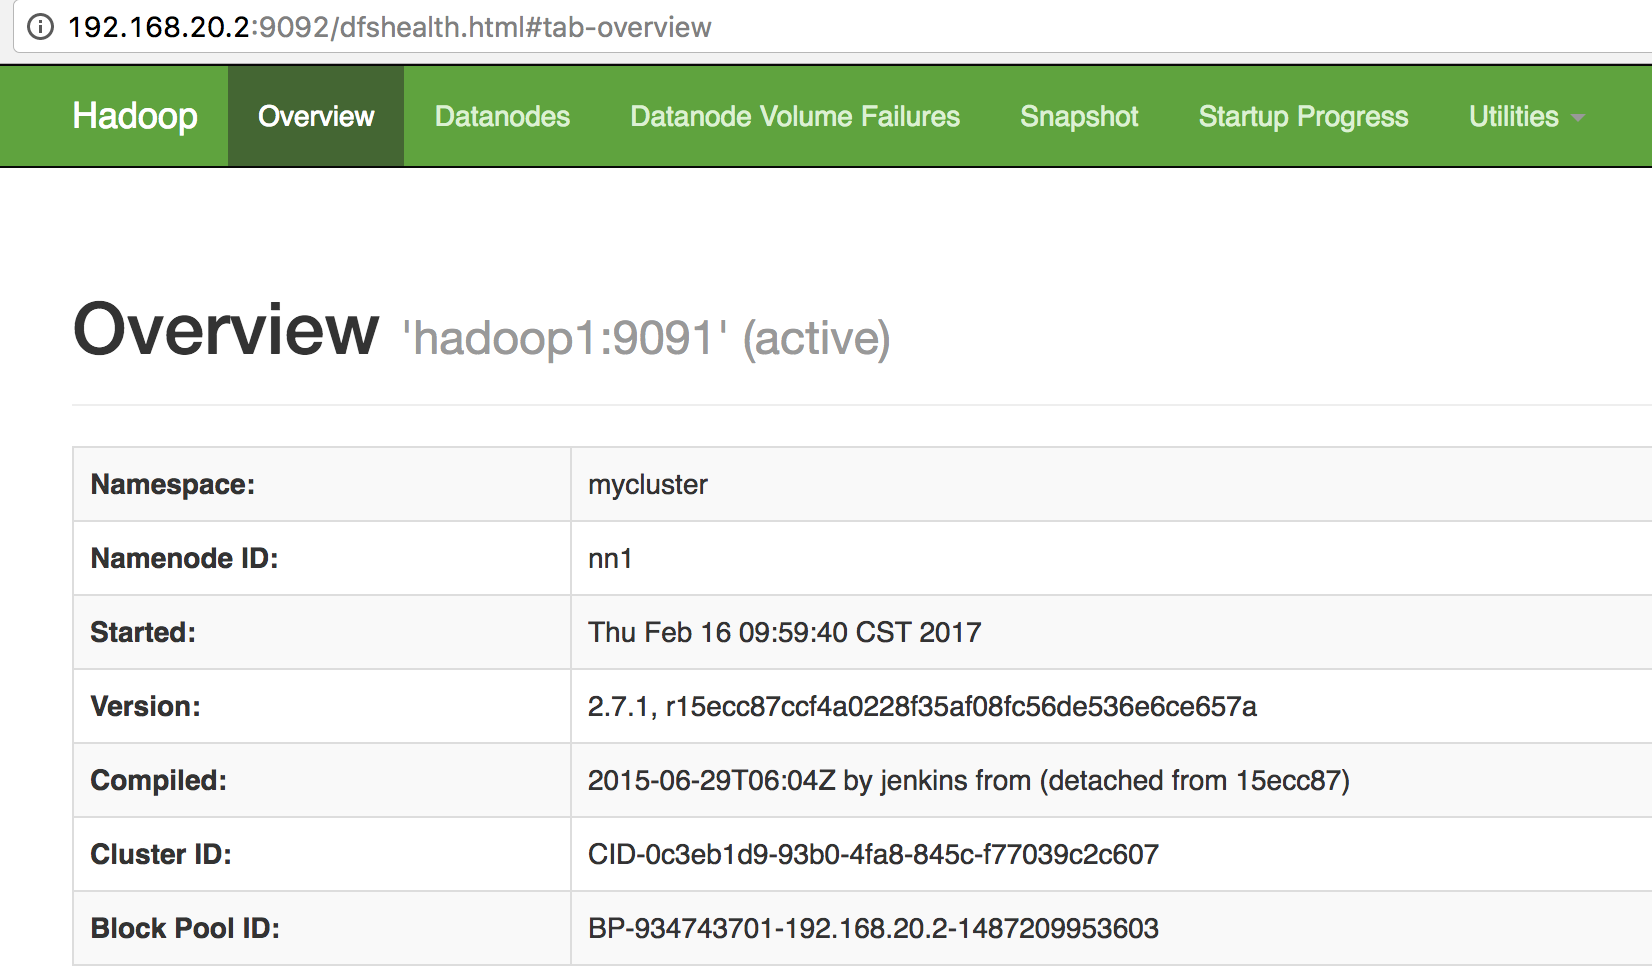 192.168.20.2:9092/dfshealth.html#tab-overview
Hadoop Overview Datanodes Datanode Volume Failures Snapshot Startup Progress Utilities
Overview 'hadoop1:9091' (active)
Namespace: mycluster
Namenode ID: nn1
Started: Thu Feb 16 09:59:40 CST 2017
Version: 2.7.1, r15ecc87ccf4a0228f35af08fc56de536e6ce657a
Compiled: 2015-06-29T06:04Z by jenkins from (detached from 15ecc87)
Cluster ID: CID-0c3eb1d9-93b0-4fa8-845c-f77039c2c607
Block Pool ID: BP-934743701-192.168.20.2-1487209953603